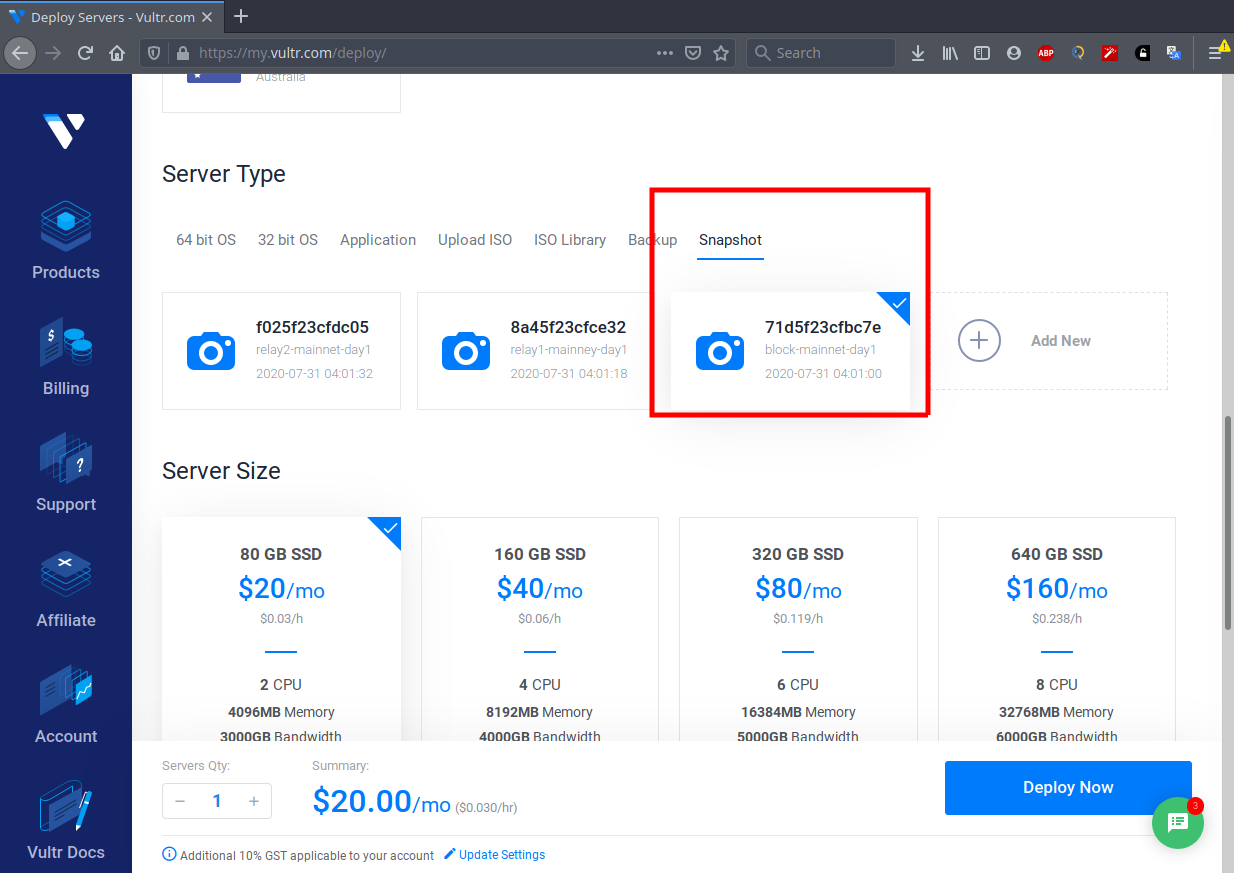 Deploy Servers - Vultr.com
https://my.vultr.com/deploy/
Search
ABP
Australia
Server Type
64 bit OS 32 bit OS Application Upload ISO ISO Library Backup Snapshot
f025f23cfdc05
relay2-mainnet-day1
2020-07-31 04:01:32
8a45f23cfce32
relay1-mainney-day1
2020-07-31 04:01:18
71d5f23cfbc7e
block-mainnet-day1
2020-07-31 04:01:00
Add New
Server Size
80 GB SSD
$20/mo
$0.03/h
2 CPU
4096MB Memory
3000GB Bandwidth
160 GB SSD
$40/mo
$0.06/h
4 CPU
8192MB Memory
4000GB Bandwidth
320 GB SSD
$80/mo
$0.119/h
6 CPU
16384MB Memory
5000GB Bandwidth
640 GB SSD
$160/mo
$0.238/h
8 CPU
32768MB Memory
6000GB Bandwidth
Products
Billing
Support
Affiliate
Account
Vultr Docs
Servers Qty:
1
Summary:
$20.00/mo ($0.030/hr)
Deploy Now
3
Additional 10% GST applicable to your account Update Settings